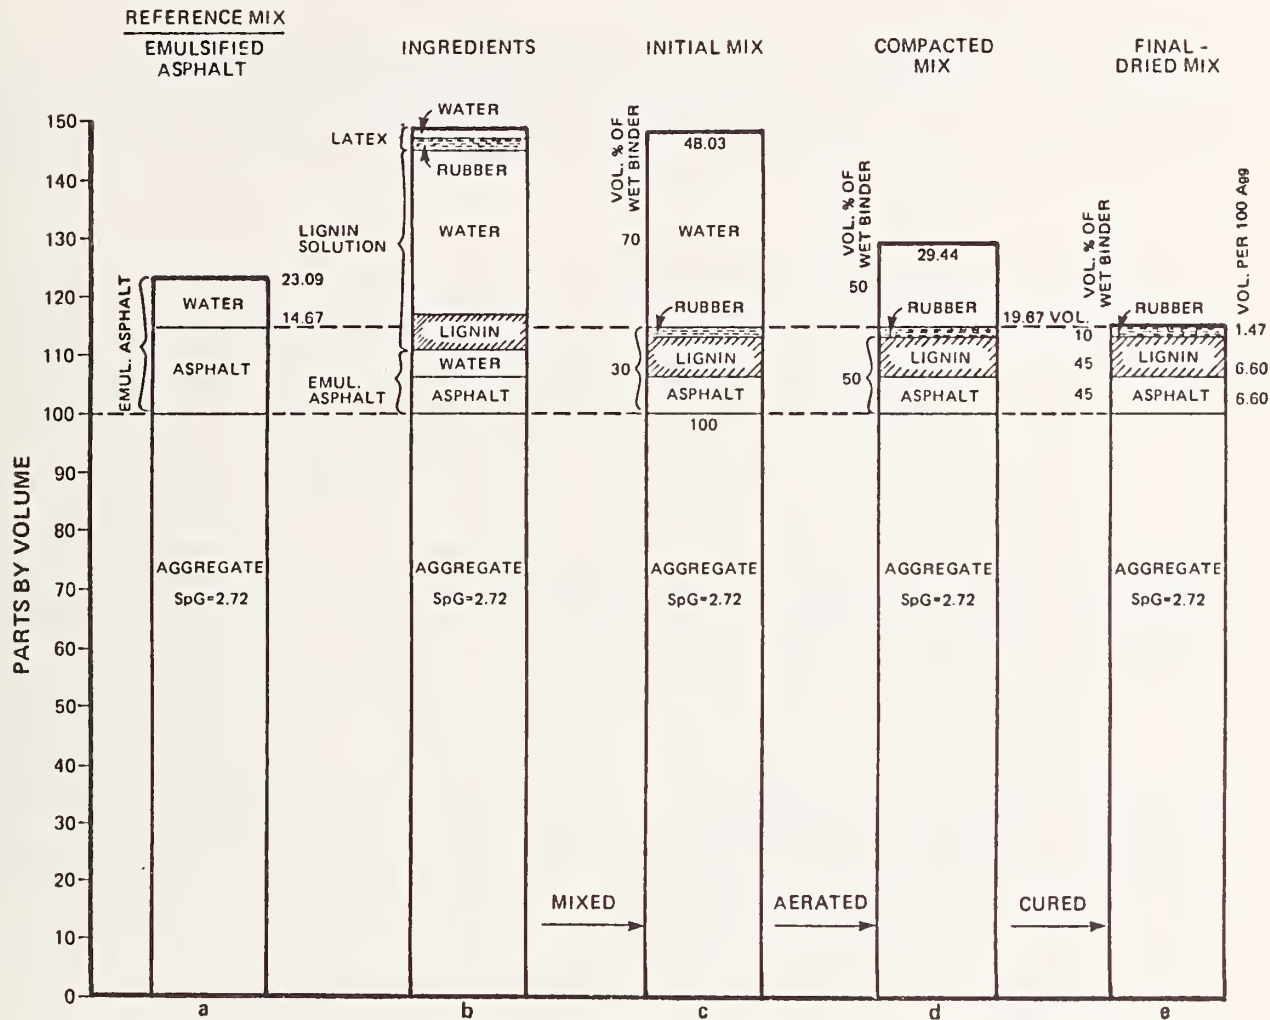 REFERENCE MIX
EMULSIFIED
ASPHALT
INGREDIENTS
INITIAL MIX
COMPACTED
MIX
FINAL -
DRIED MIX
PARTS BY VOLUME
150
140
130
120
110
100
90
80
70
60
50
40
30
20
10
0
EMUL. ASPHALT
23.09
WATER
14.67
ASPHALT
AGGREGATE
SpG=2.72
a
WATER
LATEX
RUBBER
LIGNIN
SOLUTION
WATER
LIGNIN
WATER
EMUL.
ASPHALT
ASPHALT
AGGREGATE
SpG=2.72
b
MIXED
VOL. % OF
WET BINDER
48.03
70
WATER
RUBBER
30
LIGNIN
ASPHALT
100
AGGREGATE
SpG=2.72
c
AERATED
VOL. % OF
WET BINDER
29.44
50
RUBBER
19.67 VOL.
50
LIGNIN
ASPHALT
AGGREGATE
SpG=2.72
d
CURED
VOL. % OF
WET BINDER
10
45
45
RUBBER
LIGNIN
ASPHALT
VOL. PER 100 Agg
1.47
6.60
6.60
AGGREGATE
SpG=2.72
e